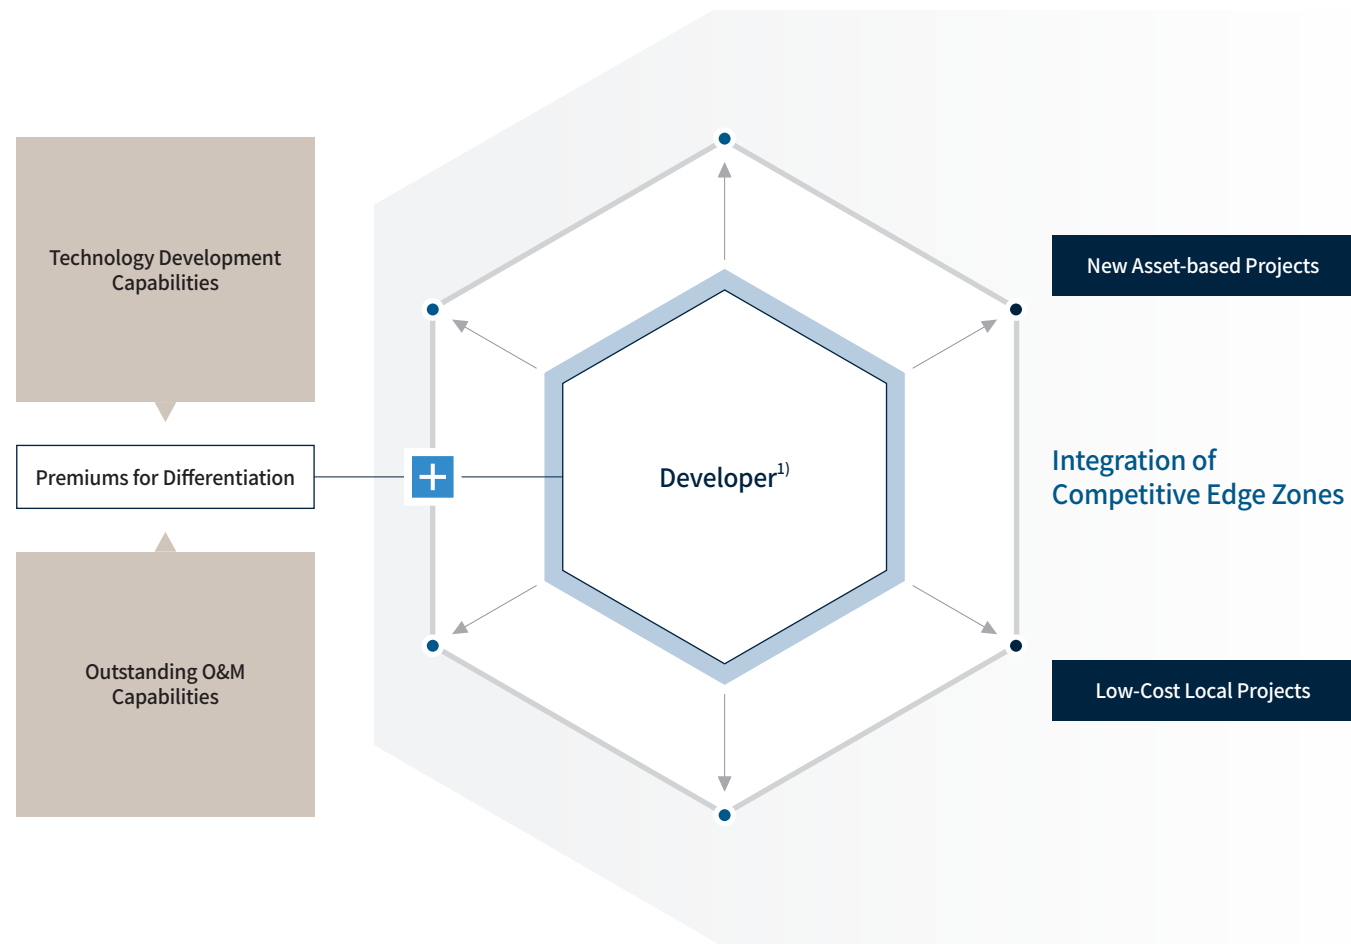 Technology Development
Capabilities
Premiums for Differentiation
Outstanding O&M
Capabilities
Developer1)
New Asset-based Projects
Integration of
Competitive Edge Zones
Low-Cost Local Projects